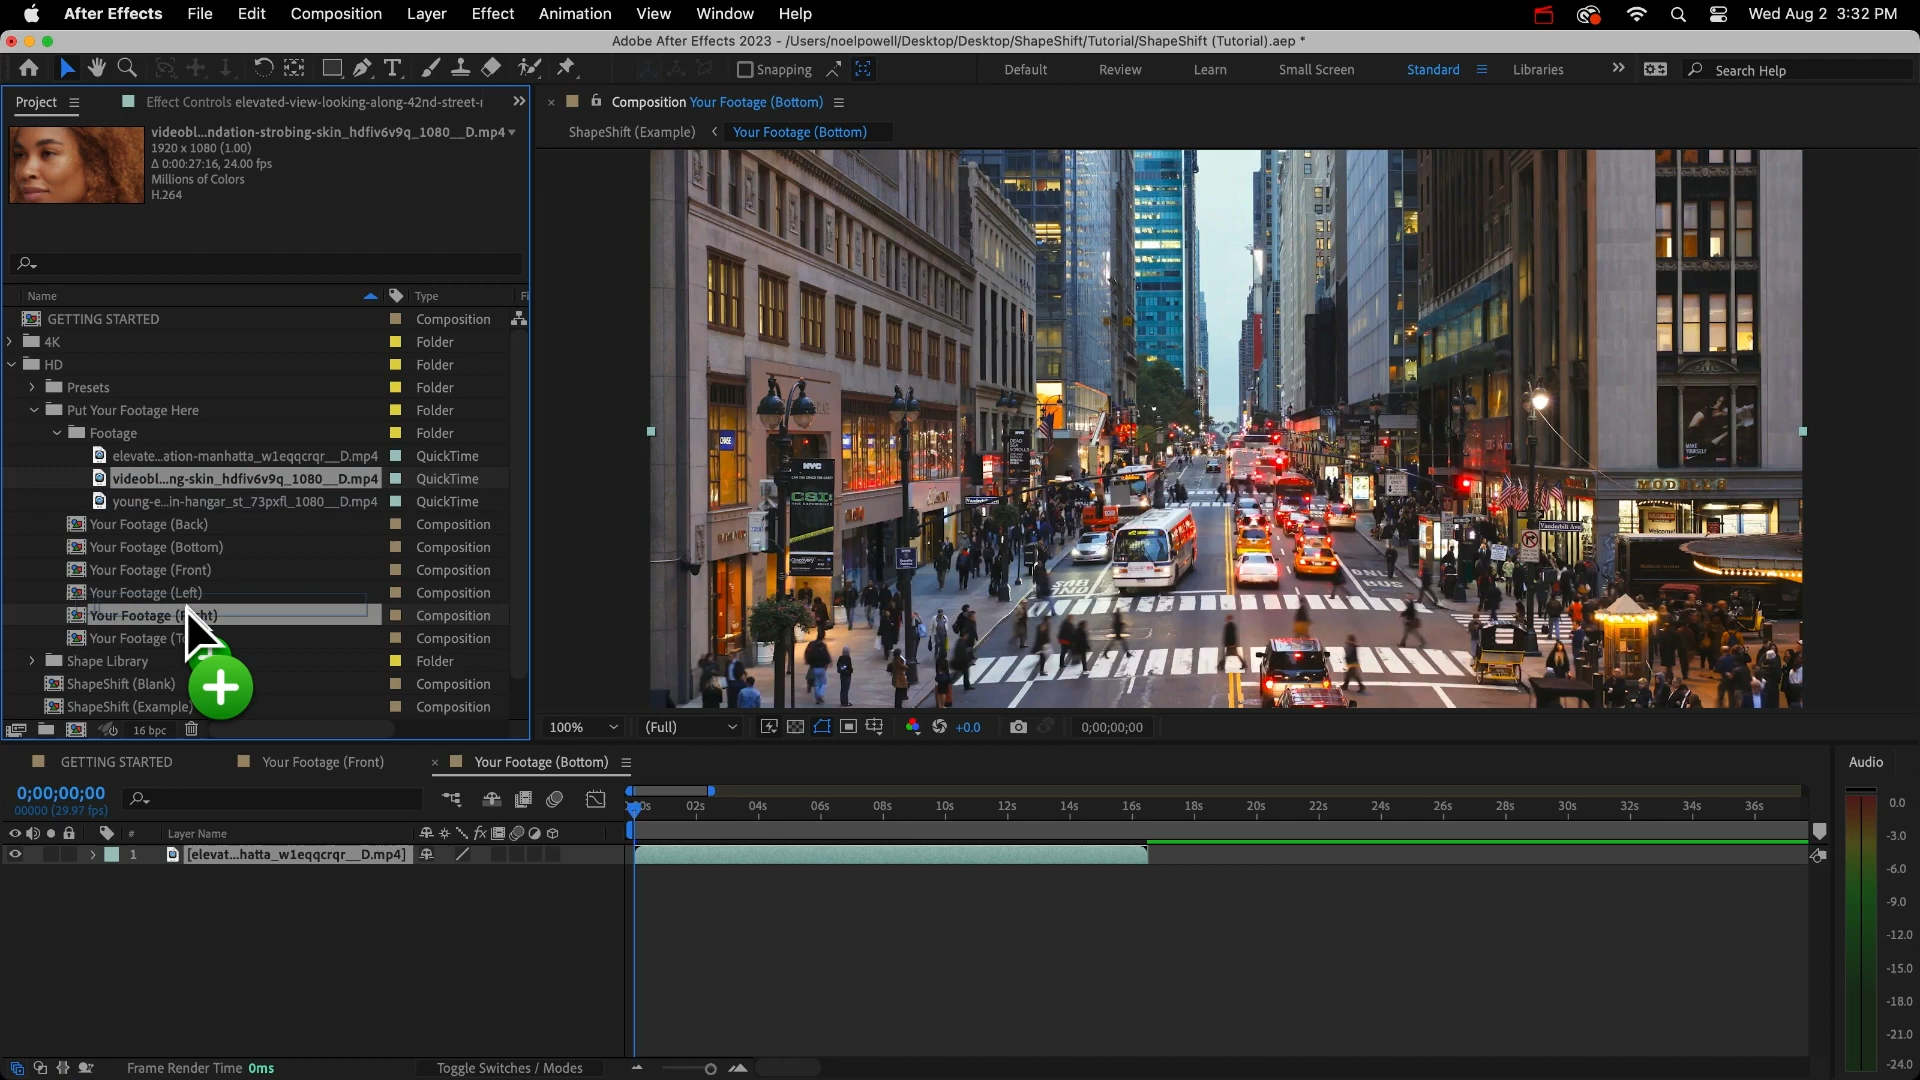 After Effects File Edit Composition Layer Effect Animation View Window Help Wed Aug 2 3:32 PM
Adobe After Effects 2023 - /Users/noelpowell/Desktop/Desktop/ShapeShift/Tutorial/ShapeShift (Tutorial).aep *
Snapping Default Review Learn Small Screen Standard Libraries Search Help
Project Effect Controls elevated-view-looking-along-42nd-street-r
Composition Your Footage (Bottom)
ShapeShift (Example) Your Footage (Bottom)
videobl...ndation-strobing-skin_hdfiv6v9q_1080__D.mp4
1920 x 1080 (1.00)
Δ 0:00:27:16, 24.00 fps
Millions of Colors
H.264
Name Type Fi
GETTING STARTED Composition
4K Folder
HD Folder
Presets Folder
Put Your Footage Here Folder
Footage Folder
elevate...ation-manhatta_w1eqqcrqr__D.mp4 QuickTime
videobl...ng-skin_hdfiv6v9q_1080__D.mp4 QuickTime
young-e...in-hangar_st_73pxfl_1080__D.mp4 QuickTime
Your Footage (Back) Composition
Your Footage (Bottom) Composition
Your Footage (Front) Composition
Your Footage (Left) Composition
Your Footage Composition
Your Footage Composition
Shape Library Folder
ShapeShift (Blank) Composition
ShapeShift (Example) Composition
16 bpc
NYC
CSI:
MODELL'S
Vanderbilt Ave
ONLY
BUS
100% (Full) +0.0 0;00;00;00
GETTING STARTED Your Footage (Front) Your Footage (Bottom) Audio
0;00;00;00
00000 (29.97 fps)
02s 04s 06s 08s 10s 12s 14s 16s 18s 20s 22s 24s 26s 28s 30s 32s 34s 36s
# Layer Name
1 [elevat...hatta_w1eqqcrqr__D.mp4]
0.0
-3.0
-6.0
-9.0
-12.0
-15.0
-18.0
-21.0
-24.0
Frame Render Time 0ms Toggle Switches / Modes